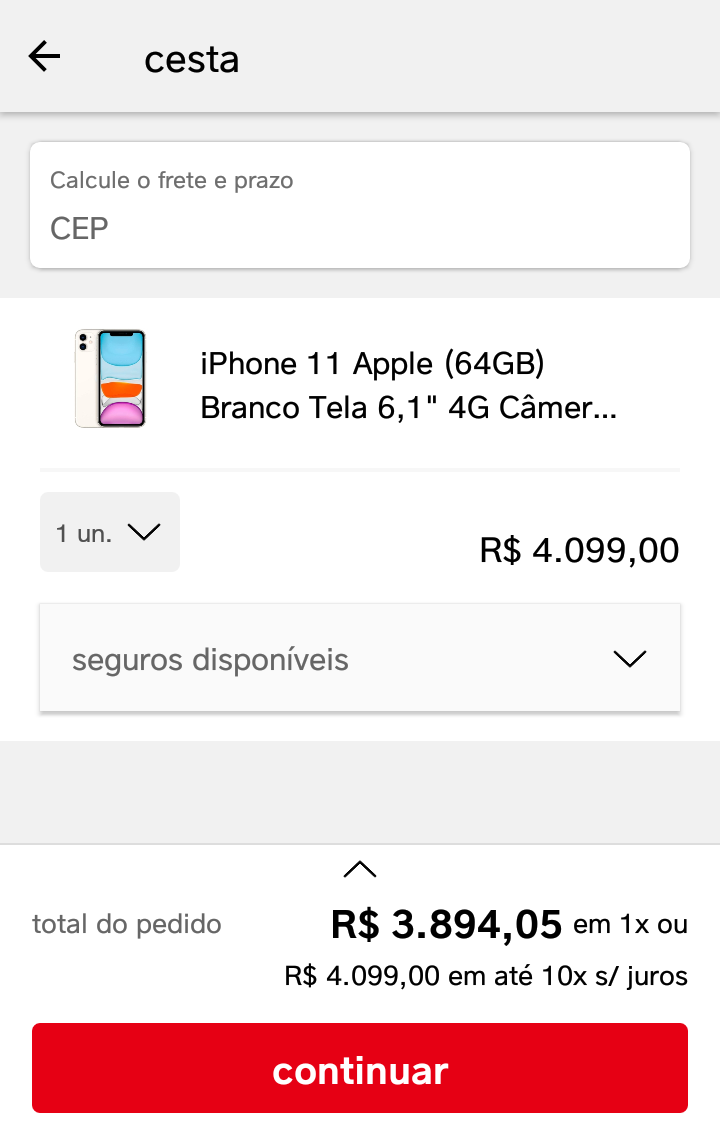 cesta
Calcule o frete e prazo
CEP
iPhone 11 Apple (64GB)
Branco Tela 6,1" 4G Câmer...
1 un.
R$ 4.099,00
seguros disponíveis
total do pedido R$ 3.894,05 em 1x ou
R$ 4.099,00 em até 10x s/ juros
continuar